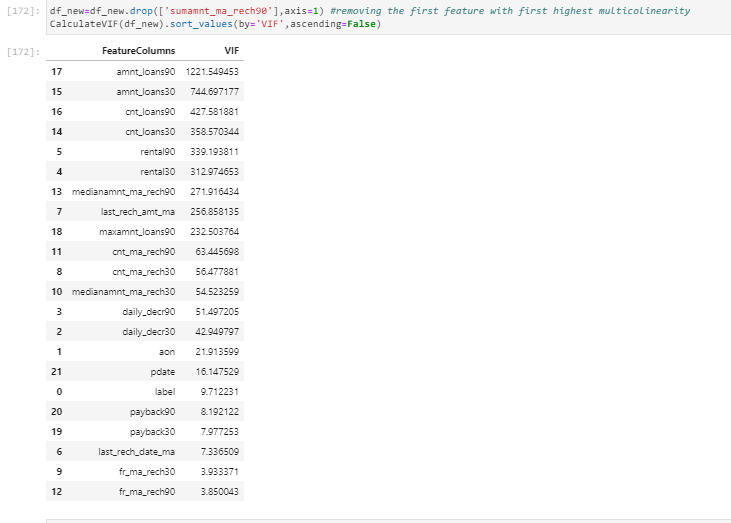 [172]: df_new=df_new.drop(['sumamnt_ma_rech90'],axis=1) #removing the first feature with first highest multicolinearity
CalculateVIF(df_new).sort_values(by='VIF',ascending=False)
[172]: FeatureColumns VIF
17 amnt_loans90 1221.549453
15 amnt_loans30 744.697177
16 cnt_loans90 427.581881
14 cnt_loans30 358.570344
5 rental90 339.193811
4 rental30 312.974653
13 medianamnt_ma_rech90 271.916434
7 last_rech_amt_ma 256.858135
18 maxamnt_loans90 232.503764
11 cnt_ma_rech90 63.445698
8 cnt_ma_rech30 56.477881
10 medianamnt_ma_rech30 54.523259
3 daily_decr90 51.497205
2 daily_decr30 42.949797
1 aon 21.913599
21 pdate 16.147529
0 label 9.712231
20 payback90 8.192122
19 payback30 7.977253
6 last_rech_date_ma 7.336509
9 fr_ma_rech30 3.933371
12 fr_ma_rech90 3.850043